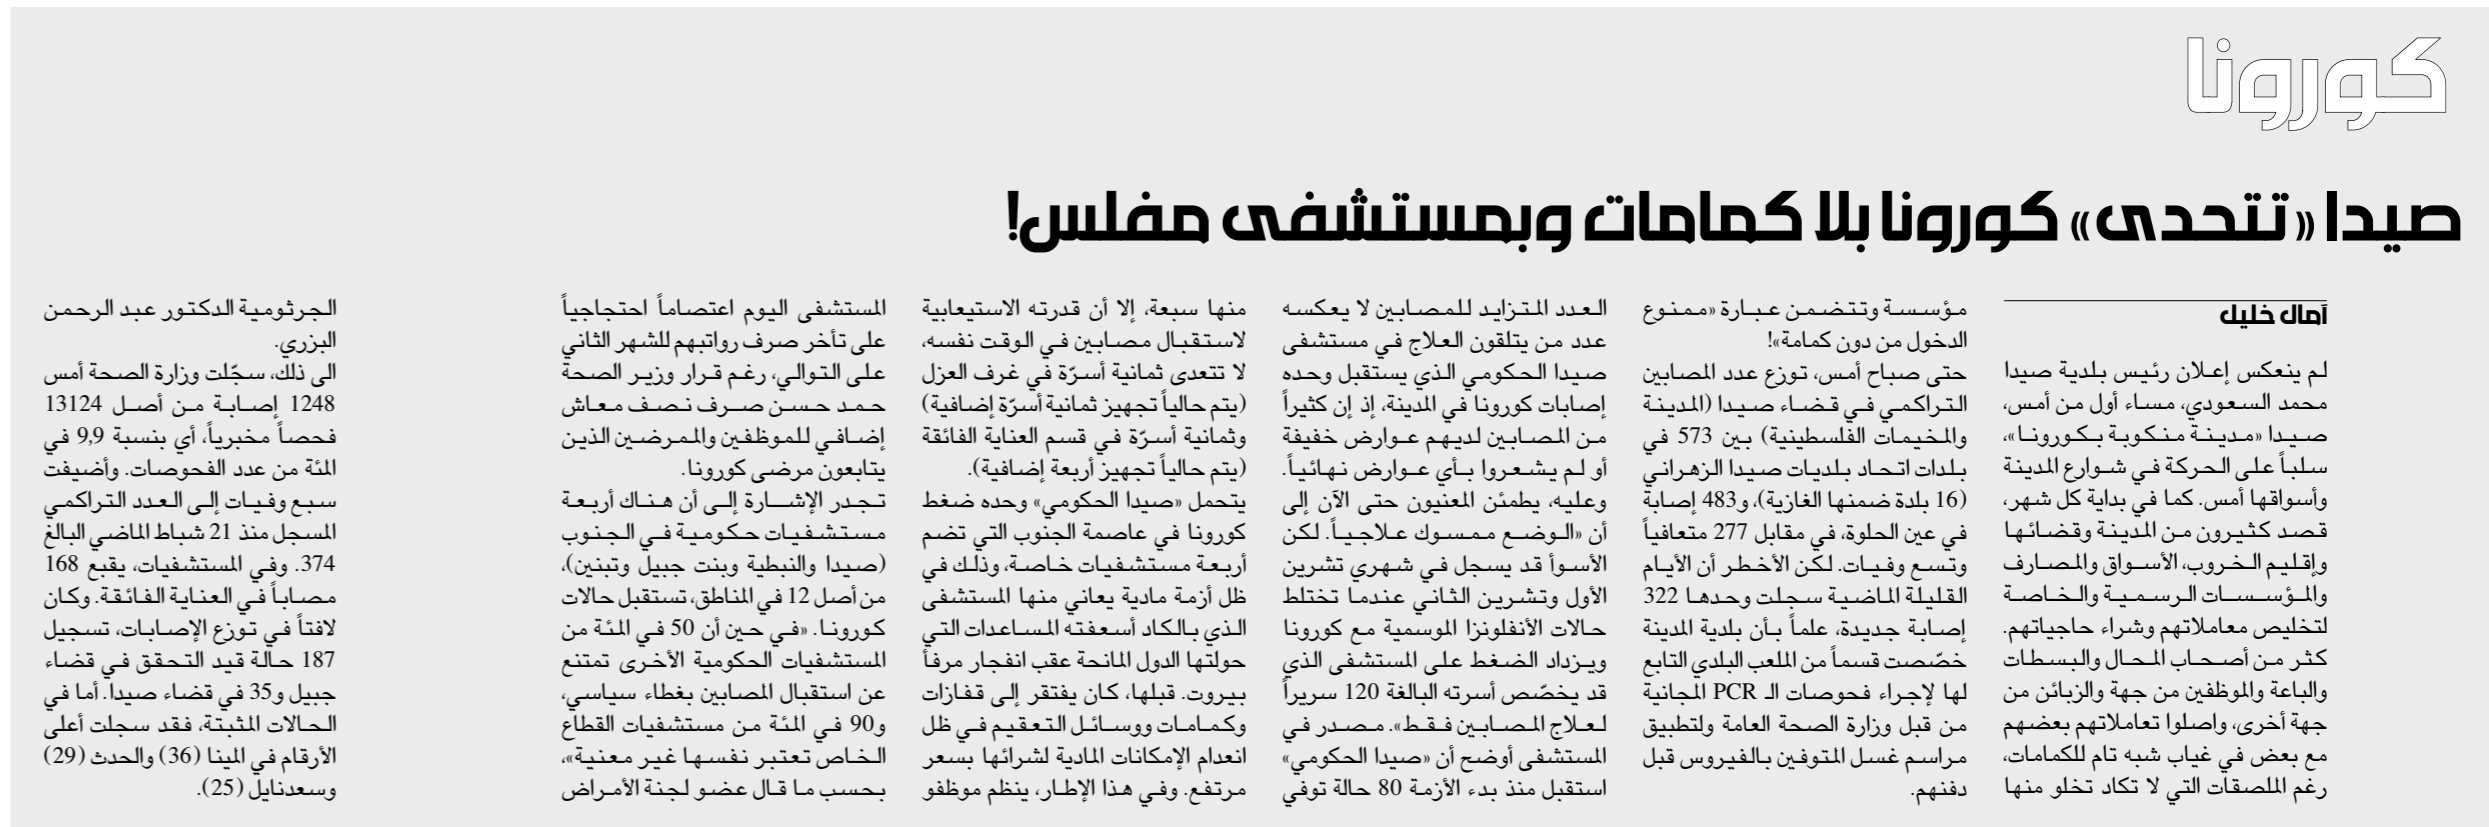 كورونا
صيدا «تتحدى» كورونا بلا كمامات وبمستشفى مفلس!
آمال خليل
لم ينعكس إعلان رئيس بلدية صيدا
محمد السعودي، مساء أول من أمس،
صيدا «مدينة منكوبة بكورونا»،
سلباً على الحركة في شوارع المدينة
وأسواقها أمس. كما في بداية كل شهر،
قصد كثيرون من المدينة وقضائها
وإقليم الخروب، الأسواق والمصارف
والمؤسسات الرسمية والخاصة
لتخليص معاملاتهم وشراء حاجياتهم.
كثر من أصحاب المحال والبسطات
والباعة والموظفين من جهة والزبائن من
جهة أخرى، واصلوا تعاملاتهم بعضهم
مع بعض في غياب شبه تام للكمامات،
رغم الملصقات التي لا تكاد تخلو منها
مؤسسة وتتضمن عبارة «ممنوع
الدخول من دون كمامة»!
حتى صباح أمس، توزع عدد المصابين
التراكمي في قضاء صيدا (المدينة
والمخيمات الفلسطينية) بين 573 في
بلدات اتحاد بلديات صيدا الزهراني
(16 بلدة ضمنها الغازية)، و483 إصابة
في عين الحلوة، في مقابل 277 متعافياً
وتسع وفيات. لكن الأخطر أن الأيام
القليلة الماضية سجلت وحدها 322
إصابة جديدة، علماً بأن بلدية المدينة
خصّصت قسماً من الملعب البلدي التابع
لها لإجراء فحوصات الـ PCR المجانية
من قبل وزارة الصحة العامة ولتطبيق
مراسم غسل المتوفين بالفيروس قبل
دفنهم.
العدد المتزايد للمصابين لا يعكسه
عدد من يتلقون العلاج في مستشفى
صيدا الحكومي الذي يستقبل وحده
إصابات كورونا في المدينة، إذ إن كثيراً
من المصابين لديهم عوارض خفيفة
أو لم يشعروا بأي عوارض نهائياً.
وعليه، يطمئن المعنيون حتى الآن إلى
أن «الوضع ممسوك علاجياً. لكن
الأسوأ قد يسجل في شهري تشرين
الأول وتشرين الثاني عندما تختلط
حالات الأنفلونزا الموسمية مع كورونا
ويزداد الضغط على المستشفى الذي
قد يخصّص أسرته البالغة 120 سريراً
لعلاج المصابين فقط». مصدر في
المستشفى أوضح أن «صيدا الحكومي»
استقبل منذ بدء الأزمة 80 حالة توفي
منها سبعة، إلا أن قدرته الاستيعابية
لاستقبال مصابين في الوقت نفسه،
لا تتعدى ثمانية أسرّة في غرف العزل
(يتم حالياً تجهيز ثمانية أسرّة إضافية)
وثمانية أسرّة في قسم العناية الفائقة
(يتم حالياً تجهيز أربعة إضافية).
يتحمل «صيدا الحكومي» وحده ضغط
كورونا في عاصمة الجنوب التي تضم
أربعة مستشفيات خاصة، وذلك في
ظل أزمة مادية يعاني منها المستشفى
الذي بالكاد أسعفته المساعدات التي
حولتها الدول المانحة عقب انفجار مرفأ
بيروت. قبلها، كان يفتقر إلى قفازات
وكمامات ووسائل التعقيم في ظل
انعدام الإمكانات المادية لشرائها بسعر
مرتفع. وفي هذا الإطار، ينظم موظفو
المستشفى اليوم اعتصاماً احتجاجياً
على تأخر صرف رواتبهم للشهر الثاني
على التوالي، رغم قرار وزير الصحة
حمد حسن صرف نصف معاش
إضافي للموظفين والممرضين الذين
يتابعون مرضى كورونا.
تجدر الإشارة إلى أن هناك أربعة
مستشفيات حكومية في الجنوب
(صيدا والنبطية وبنت جبيل وتبنين)،
من أصل 12 في المناطق، تستقبل حالات
كورونا. «في حين أن 50 في المئة من
المستشفيات الحكومية الأخرى تمتنع
عن استقبال المصابين بغطاء سياسي،
و90 في المئة من مستشفيات القطاع
الخاص تعتبر نفسها غير معنية»،
بحسب ما قال عضو لجنة الأمراض
الجرثومية الدكتور عبد الرحمن
البزري.
الى ذلك، سجّلت وزارة الصحة أمس
1248 إصابة من أصل 13124
فحصاً مخبرياً، أي بنسبة 9,9 في
المئة من عدد الفحوصات. وأضيفت
سبع وفيات إلى العدد التراكمي
المسجل منذ 21 شباط الماضي البالغ
374. وفي المستشفيات، يقبع 168
مصاباً في العناية الفائقة. وكان
لافتاً في توزع الإصابات، تسجيل
187 حالة قيد التحقق في قضاء
جبيل و35 في قضاء صيدا. أما في
الحالات المثبتة، فقد سجلت أعلى
الأرقام في المينا (36) والحدث (29)
وسعدنايل (25).